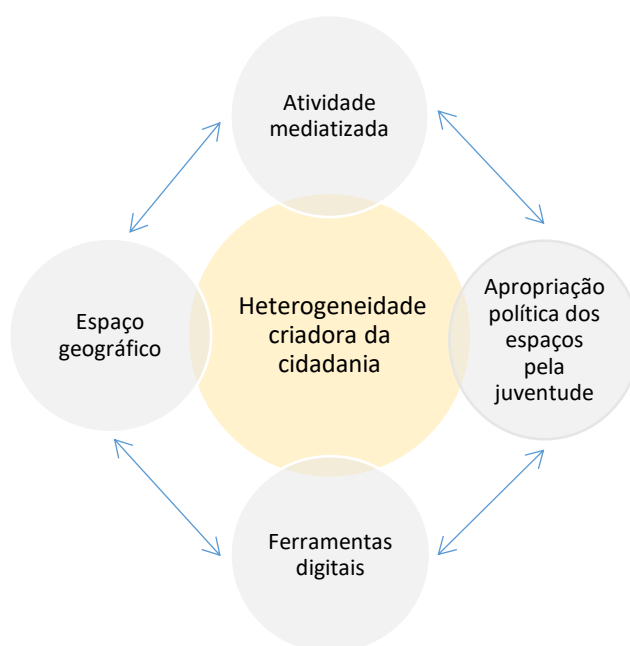 Atividade
mediatizada
Heterogeneidade
criadora da
cidadania
Espaço
geográfico
Apropriação
política dos
espaços
pela
juventude
Ferramentas
digitais